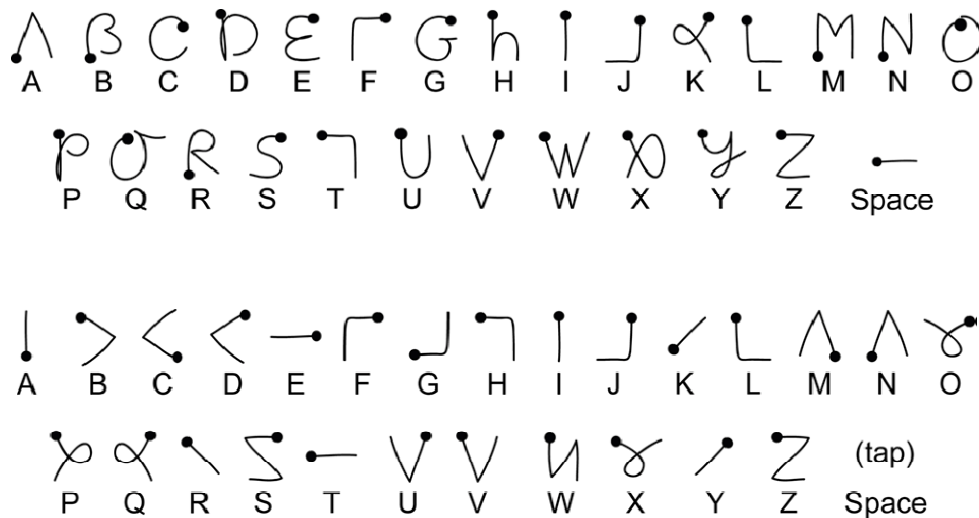 A B C D E F G H I J K L M N O
P Q R S T U V W X Y Z Space
A B C D E F G H I J K L M N O
(tap)
P Q R S T U V W X Y Z Space